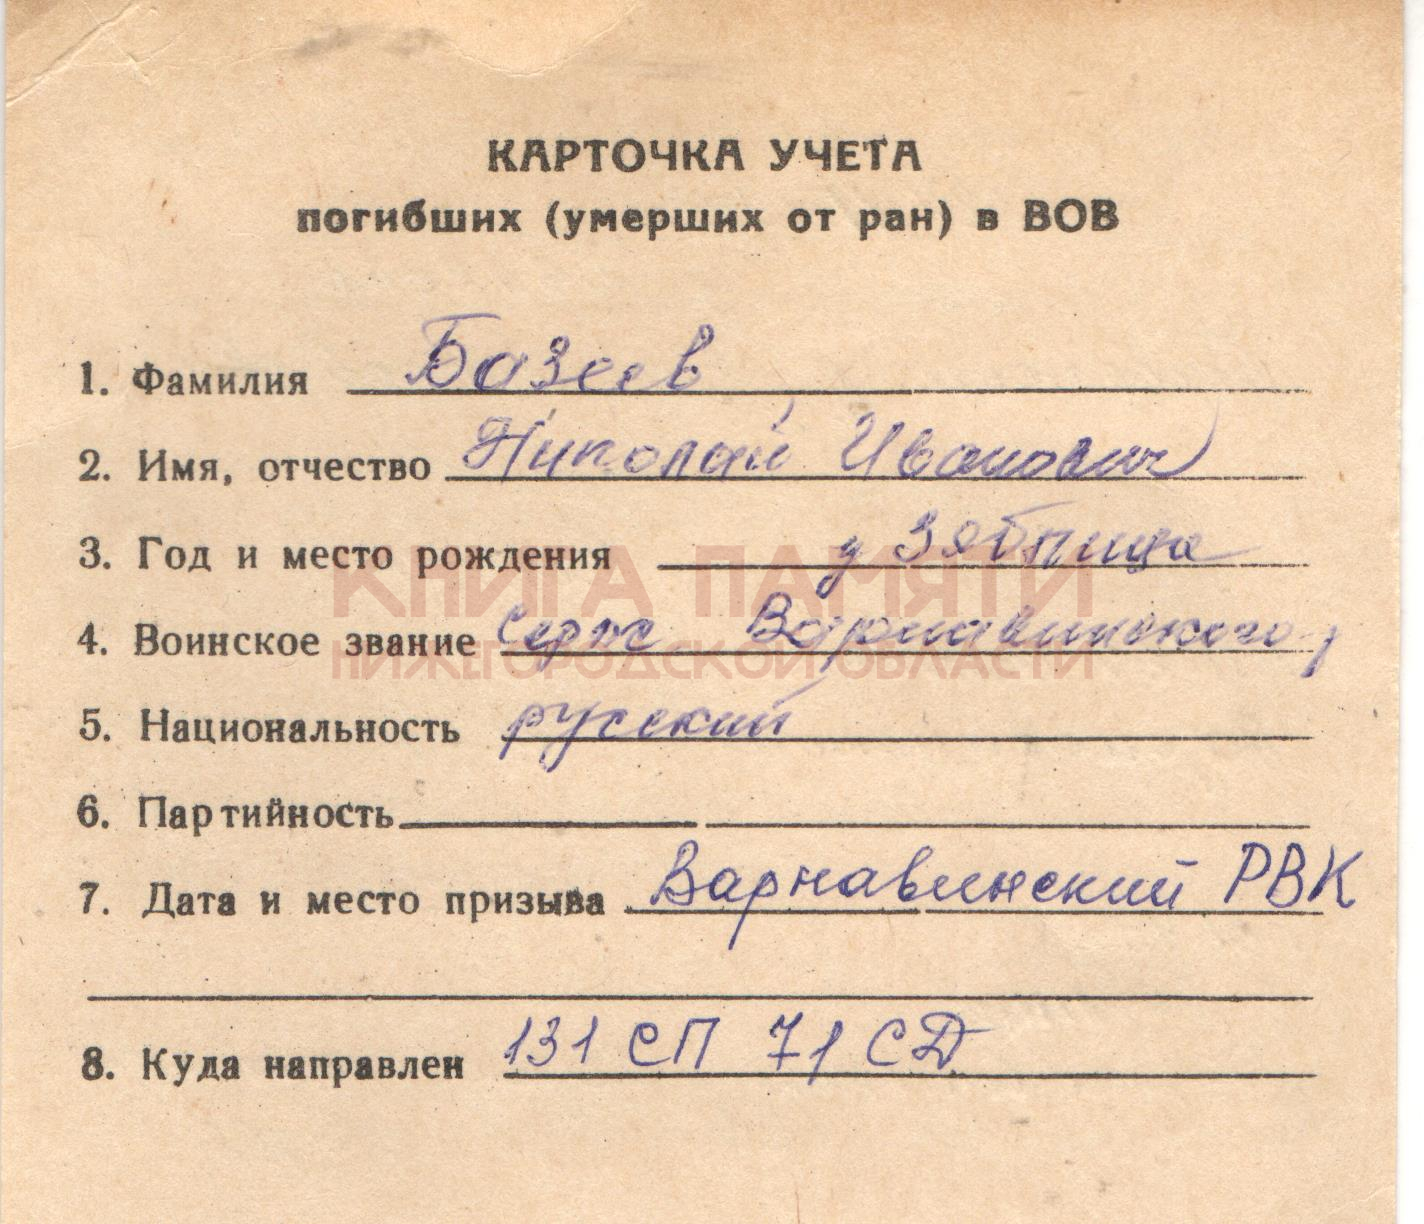 КАРТОЧКА УЧЕТА
погибших (умерших от ран) в ВОВ
1. Фамилия Базеев
2. Имя, отчество Николай Иванович
3. Год и место рождения у Зяблица
КНИГА ПАМЯТИ
4. Воинское звание Серж Варнавинского р
НИЖЕГОРОДСКОЙ ОБЛАСТИ
5. Национальность русский
6. Партийность
7. Дата и место призыва Варнавинский РВК
8. Куда направлен 131 СП 71 СД